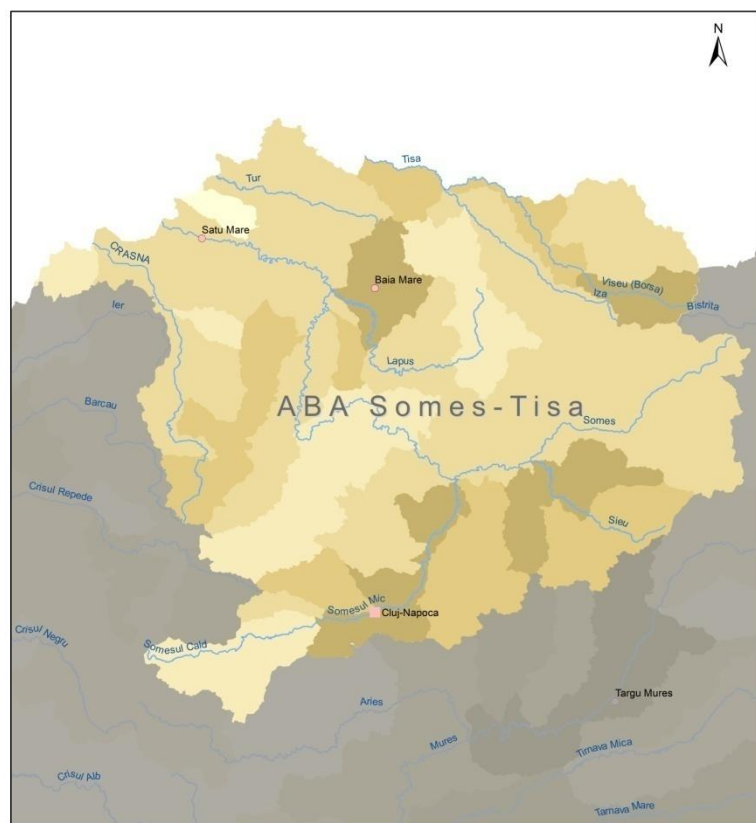 N
Tisa
Tur
Satu Mare
CRASNA
Baia Mare
Viseu (Borsa)
Iza
Bistrita
Ier
Lapus
Barcau
ABA Somes-Tisa
Somes
Crisul Repede
Sieu
Somesul Mic
Cluj-Napoca
Crisul Negru
Somesul Cald
Targu Mures
Aries
Mures
Tirnava Mica
Crisul Alb
Tarnava Mare